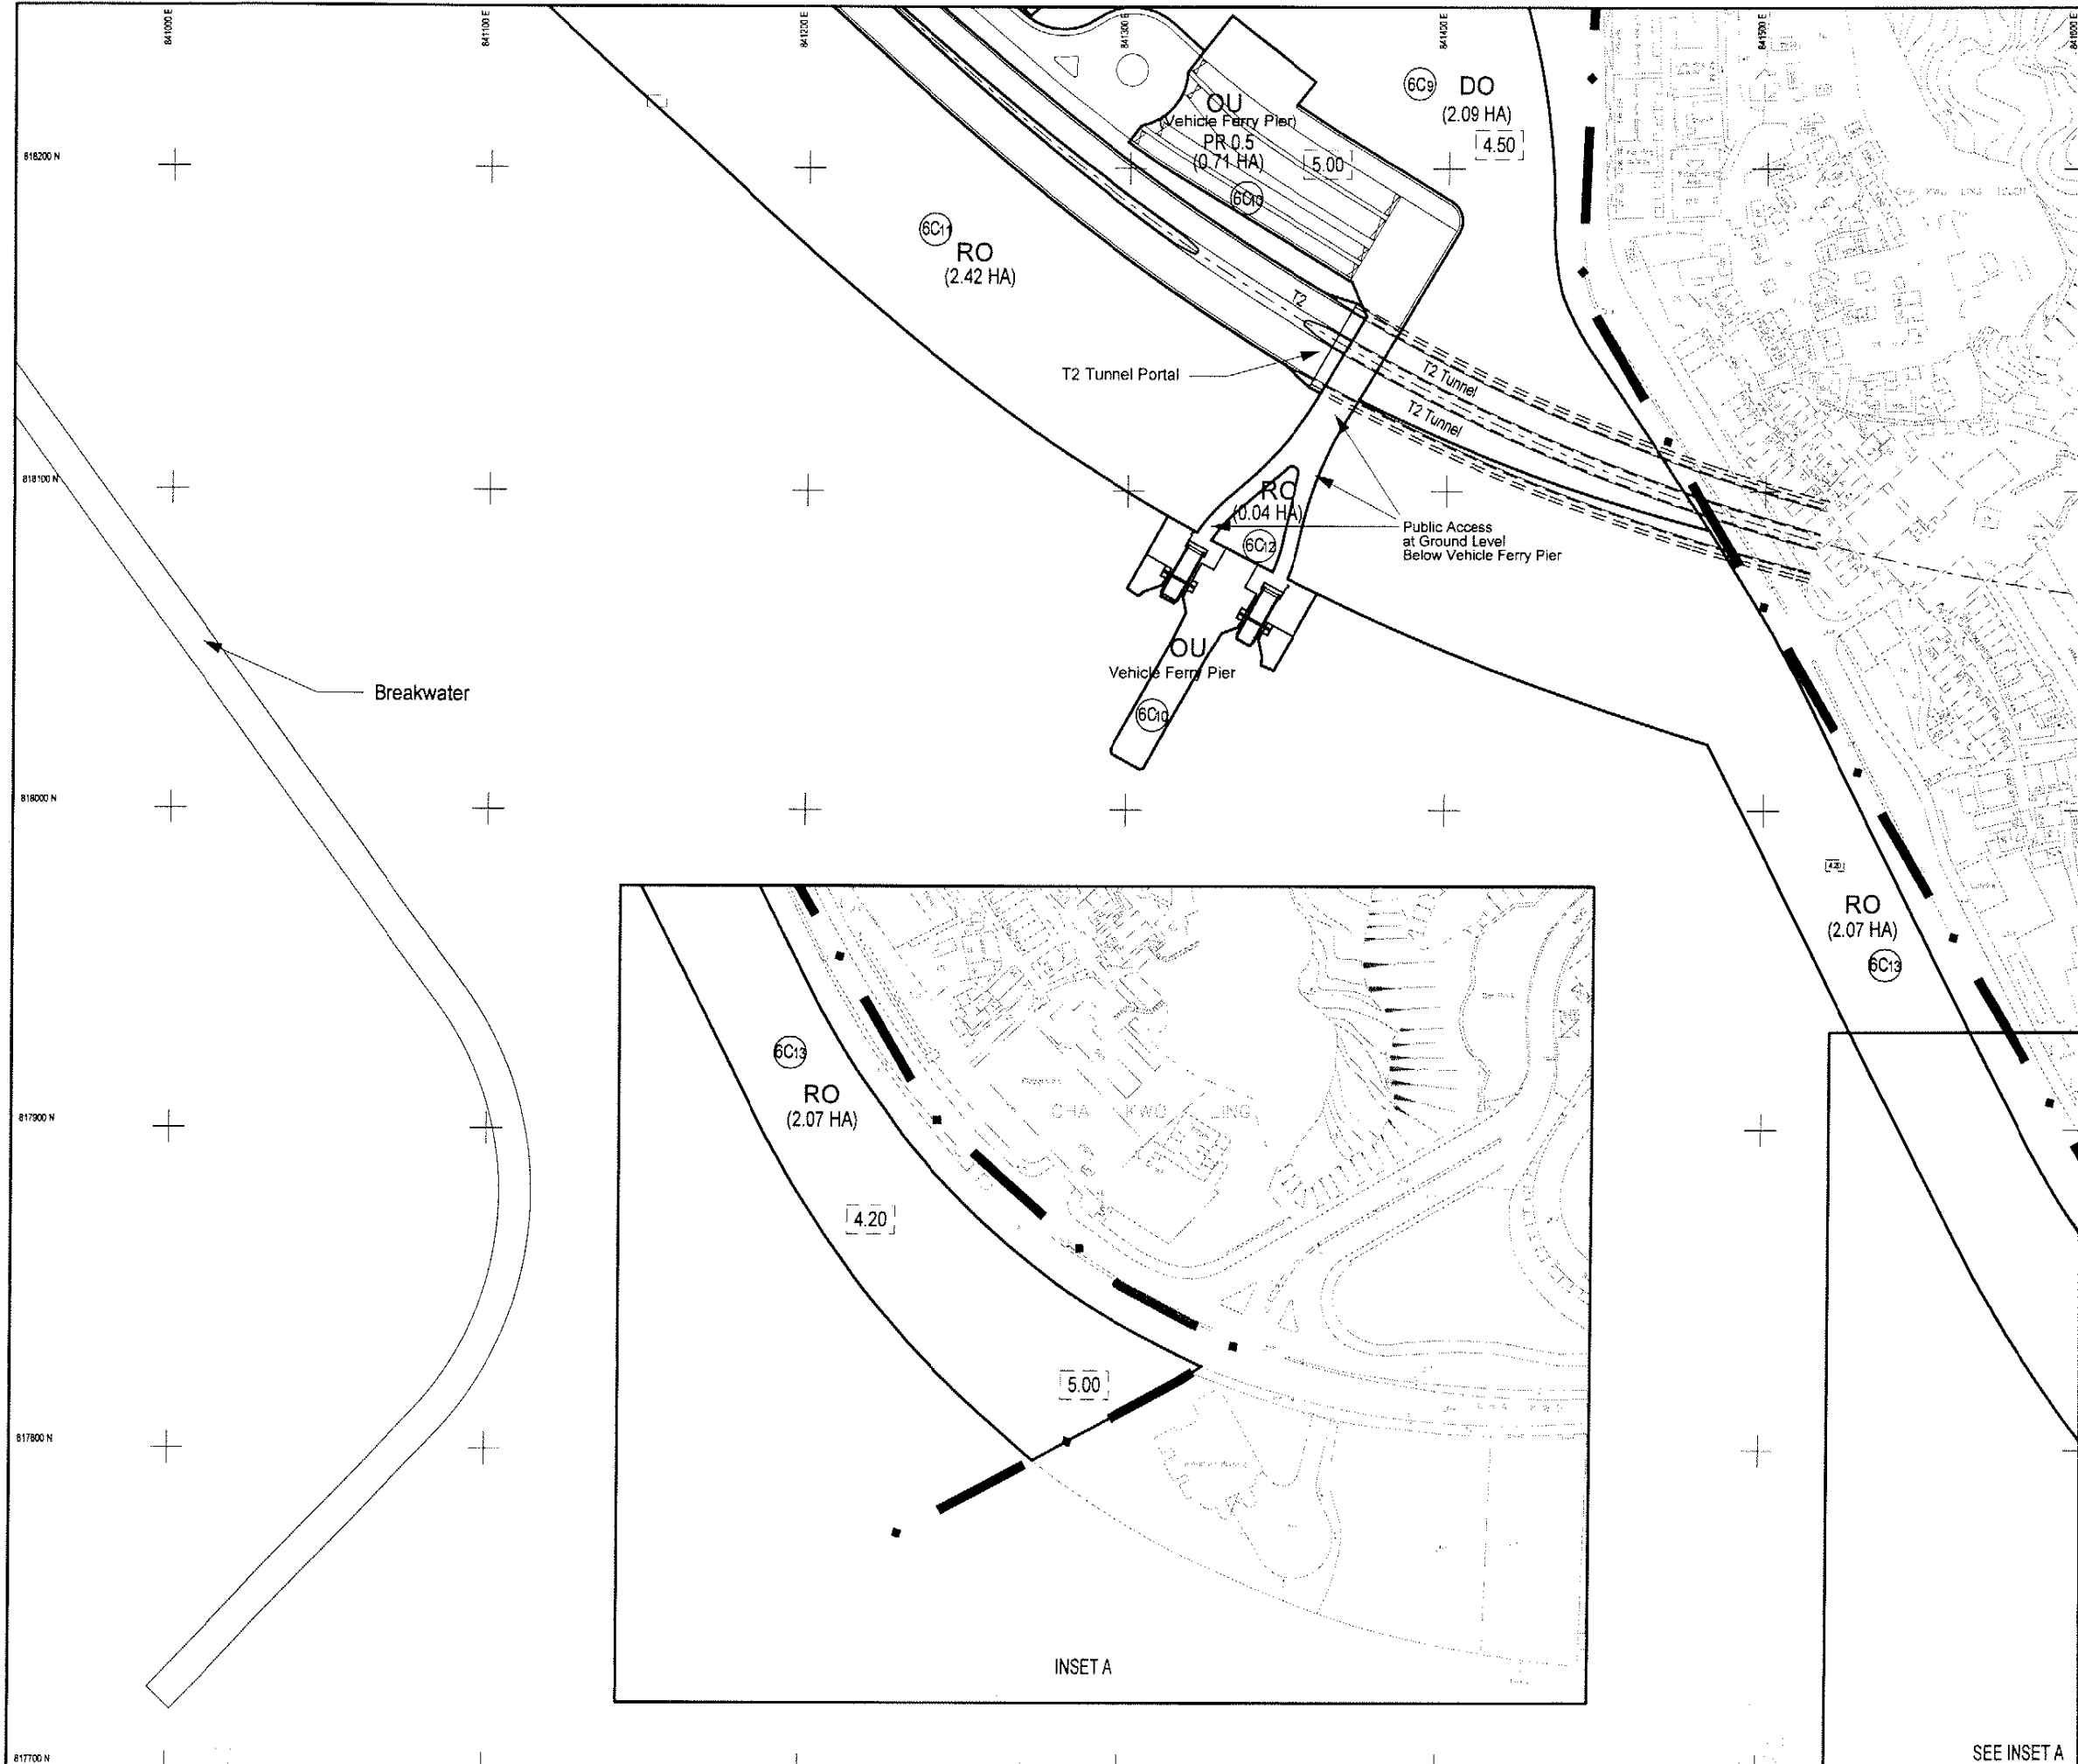 841000 E
841100 E
841200 E
841300 E
841400 E
841500 E
841600 E
818200 N
818100 N
818000 N
817900 N
817800 N
817700 N
OU
(Vehicle Ferry Pier)
PR 0.5
(0.71 HA)
5.00
6C10
6C9
DO
(2.09 HA)
4.50
6C11
RO
(2.42 HA)
T2
T2 Tunnel Portal
T2 Tunnel
T2 Tunnel
RO
(0.04 HA)
6C12
Public Access
at Ground Level
Below Vehicle Ferry Pier
OU
Vehicle Ferry Pier
6C10
Breakwater
4.20
RO
(2.07 HA)
6C13
6C13
RO
(2.07 HA)
CHA KWO LING
4.20
5.00
INSET A
SEE INSET A